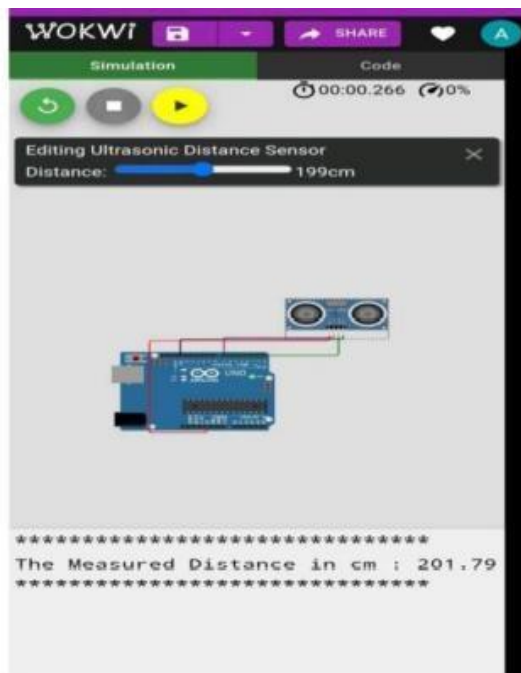 WOKWI
SHARE
A
Simulation
Code
00:00.266
0%
Editing Ultrasonic Distance Sensor
Distance:
199cm
UNO
*******************************
The Measured Distance in cm : 201.79
*******************************